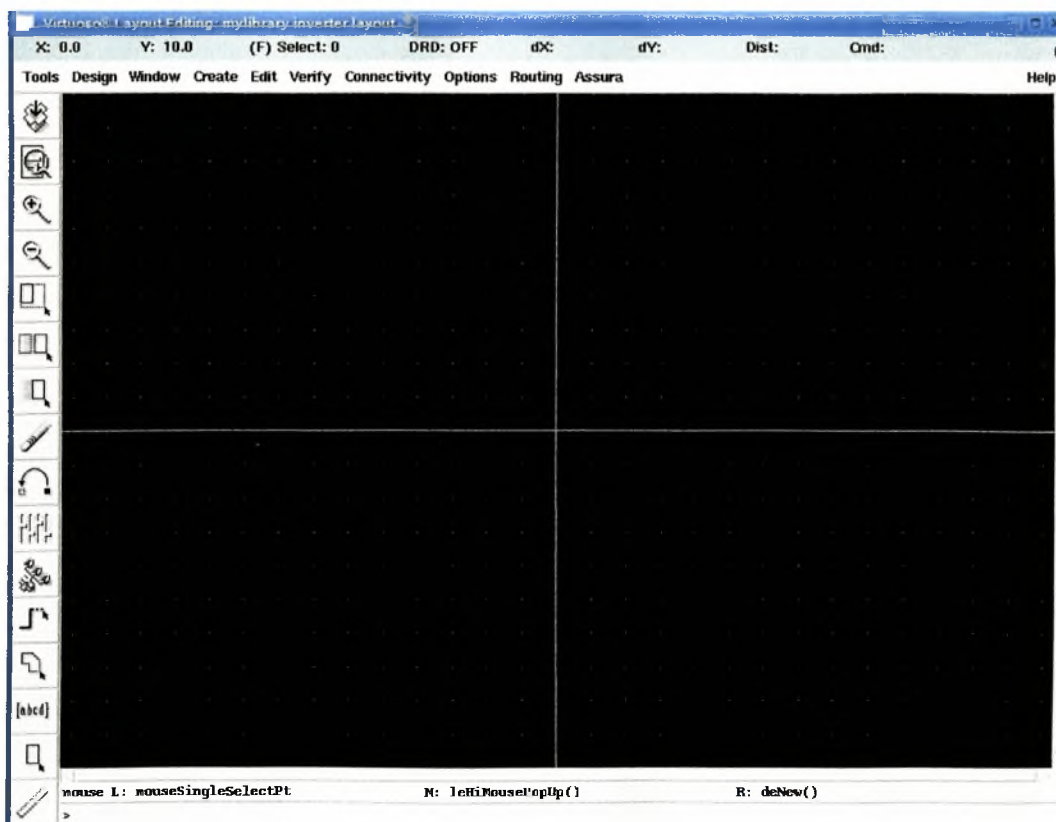 Virtuoso® Layout Editing: mylibrary inverter layout
X: 0.0 Y: 10.0 (F) Select: 0 DRD: OFF dX: dY: Dist: Cmd:
Tools Design Window Create Edit Verify Connectivity Options Routing Assura Help
[abcd]
mouse L: mouseSingleSelectPt M: leHiMousePopUp() R: deNew()
>